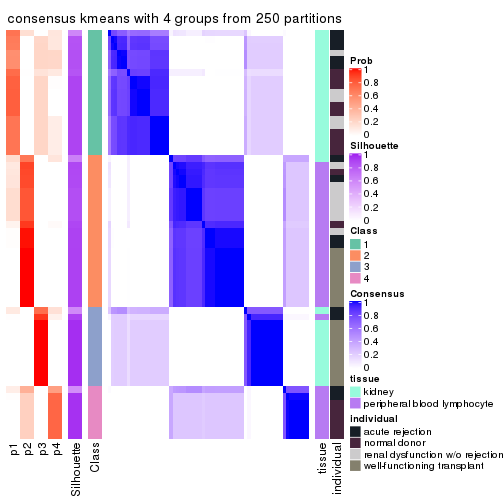 consensus kmeans with 4 groups from 250 partitions
Prob
1
0.8
0.6
0.4
0.2
0
Silhouette
1
0.8
0.6
0.4
0.2
0
Class
1
2
3
4
Consensus
1
0.8
0.6
0.4
0.2
0
tissue
kidney
peripheral blood lymphocyte
individual
acute rejection
normal donor
renal dysfunction w/o rejection
well-functioning transplant
p1
p2
p3
p4
Silhouette
Class
tissue
individual